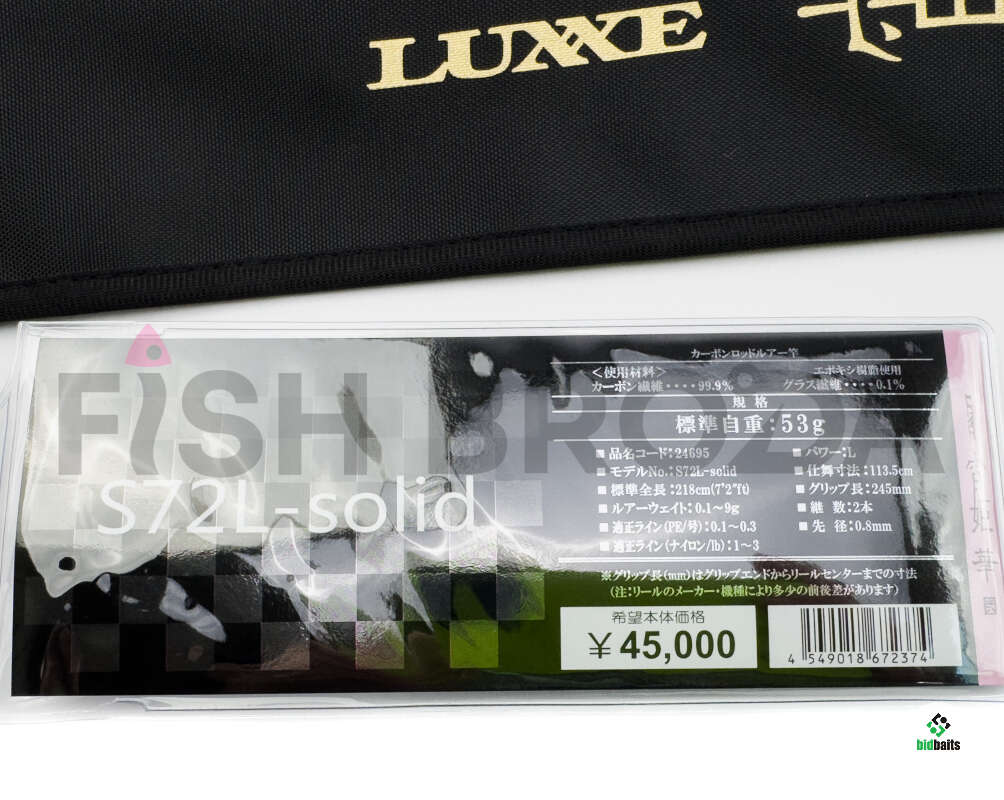 LUXXE
FiSH BROZA
カーボンロッドルアー竿
＜使用材料＞ エポキシ樹脂使用
カーボン繊維････99.9% グラス繊維････0.1%
規格
標準自重：53g
■品名コード：24695 ■パワー：L
■モデルNo.：S72L-solid ■仕舞寸法：113.5cm
■標準全長：218cm(7'2"ft) ■グリップ長：245mm
■ルアーウェイト：0.1～9g ■継数：2本
■適正ライン(PE/号)：0.1～0.3 ■先径：0.8mm
■適正ライン(ナイロン/lb)：1～3
S72L-solid
※グリップ長(mm)はグリップエンドからリールセンターまでの寸法
(注：リールのメーカー・機種により多少の前後差があります)
希望本体価格
￥45,000
4 549018 672374
bidbaits